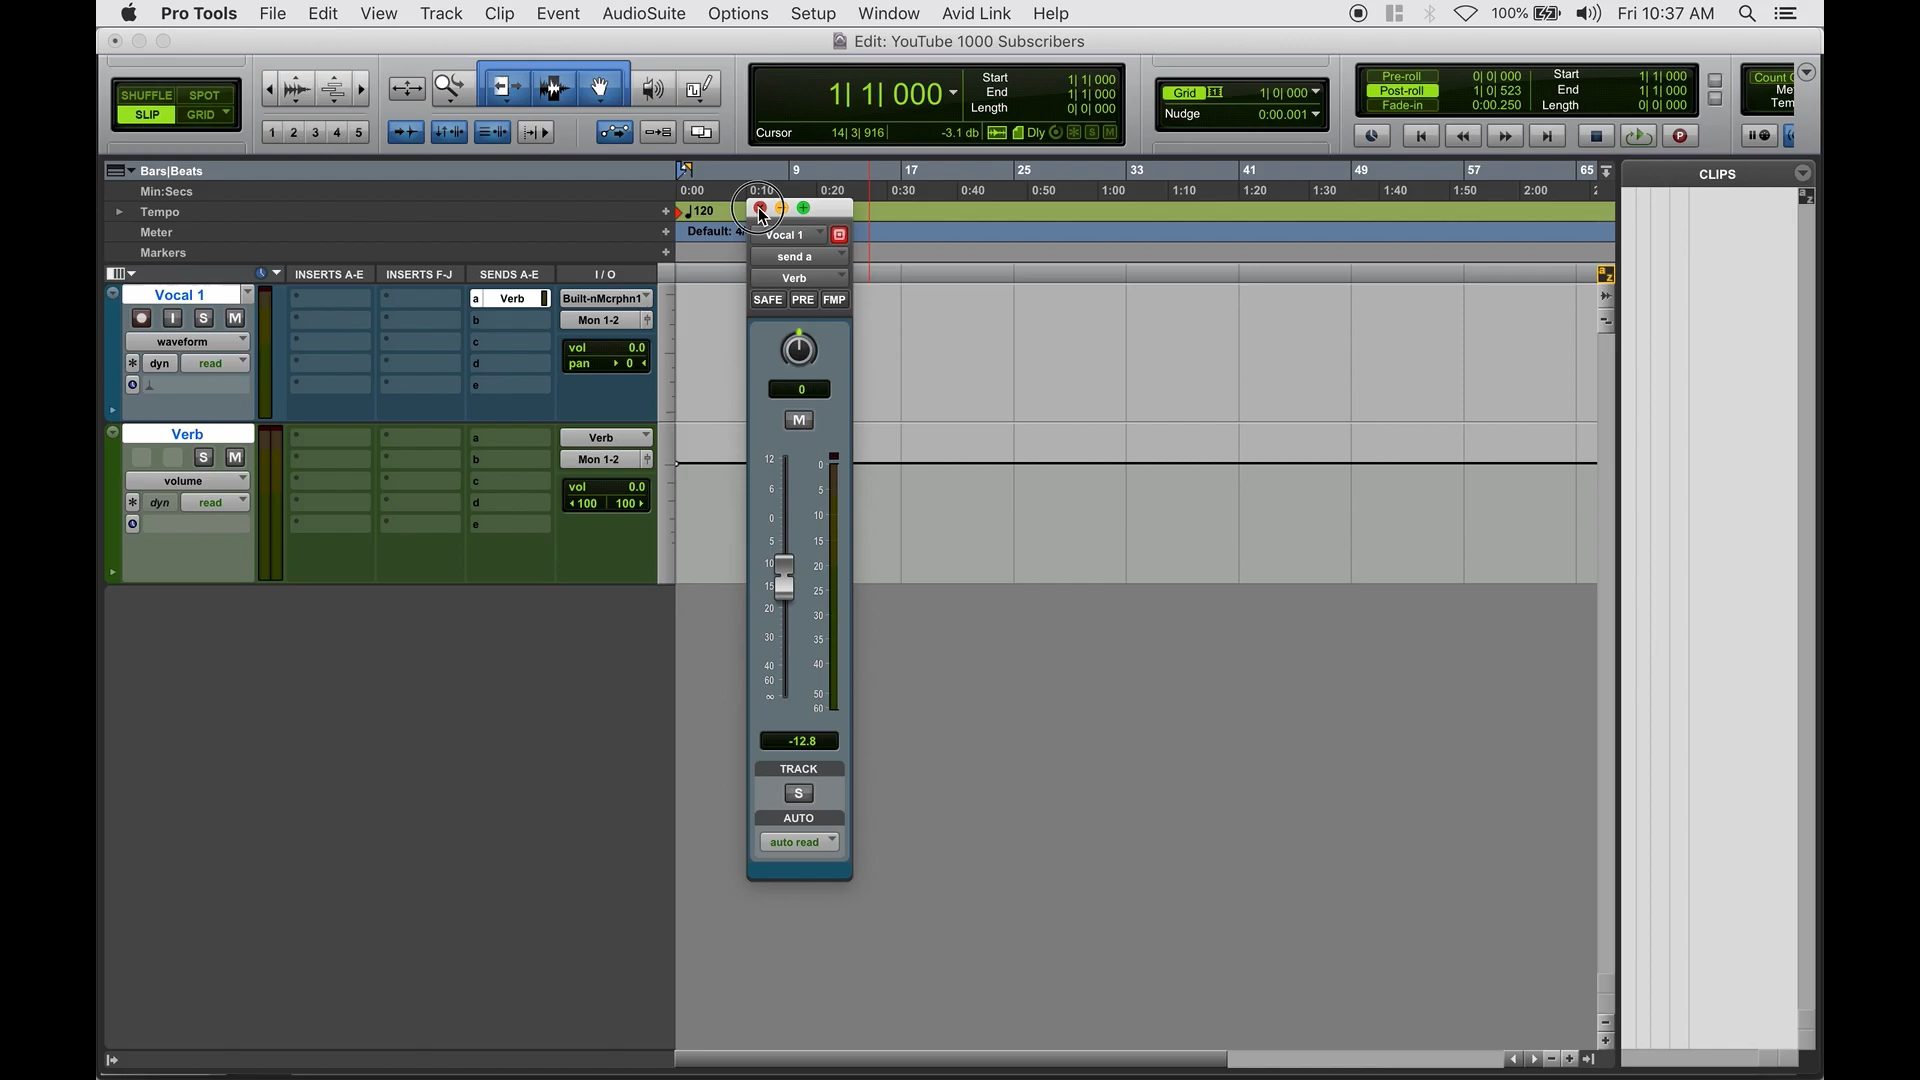 Pro Tools File Edit View Track Clip Event AudioSuite Options Setup Window Avid Link Help 100% Fri 10:37 AM
Edit: YouTube 1000 Subscribers
SHUFFLE SPOT
SLIP GRID
1 2 3 4 5
1| 1| 000
Start 1| 1| 000
End 1| 1| 000
Length 0| 0| 000
Cursor 14| 3| 916 -3.1 db Dly S M
Grid 1| 0| 000
Nudge 0:00.001
Pre-roll 0| 0| 000 Start 1| 1| 000
Post-roll 1| 0| 523 End 1| 1| 000
Fade-in 0:00.250 Length 0| 0| 000
Count
Me
Tem
Bars|Beats 9 17 25 33 41 49 57 65
Min:Secs 0:00 0:10 0:20 0:30 0:40 0:50 1:00 1:10 1:20 1:30 1:40 1:50 2:00
Tempo 120
Meter Default: 4
Markers
INSERTS A-E INSERTS F-J SENDS A-E I / O
Vocal 1 a Verb Built-nMcrphn1
I S M b Mon 1-2
waveform c vol 0.0
dyn read d pan 0
e
Verb a Verb
S M b Mon 1-2
volume c vol 0.0
dyn read d 100 100
e
Vocal 1
send a
Verb
SAFE PRE FMP
0
M
12 0
6 5
0 10
5 15
10 20
15 25
20 30
30 35
40 40
60 50
∞ 60
-12.8
TRACK
S
AUTO
auto read
CLIPS
a z
a z